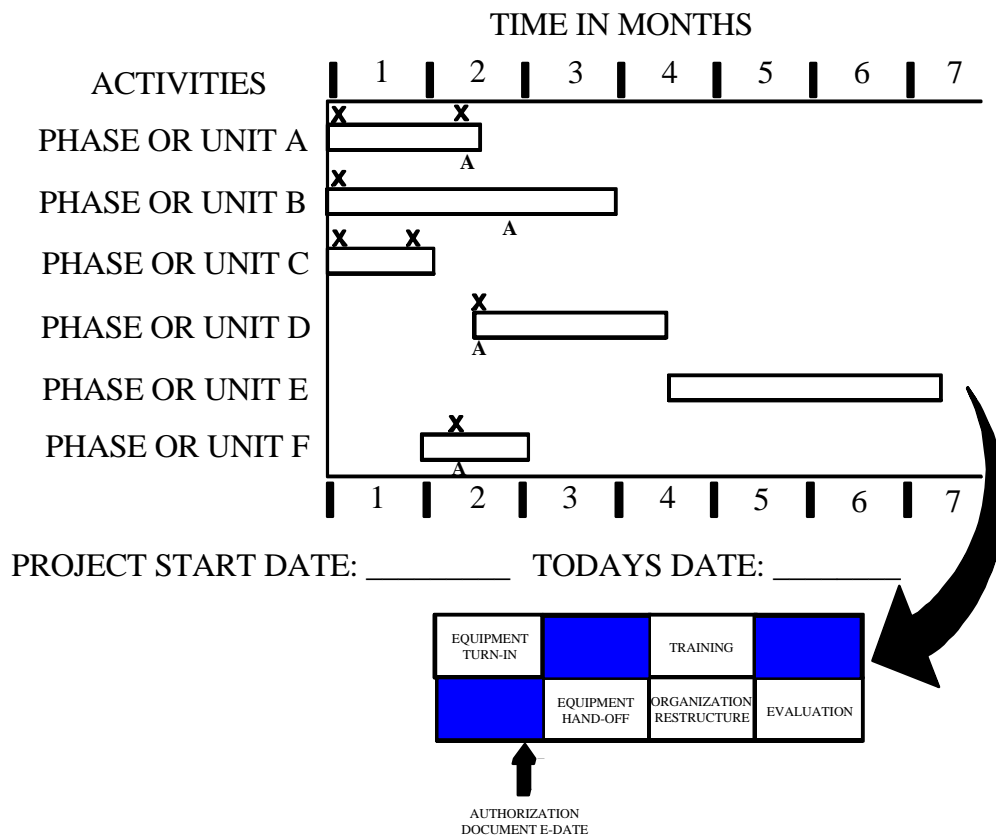 TIME IN MONTHS
ACTIVITIES
1 2 3 4 5 6 7
X X
PHASE OR UNIT A
A
X
PHASE OR UNIT B
A
X X
PHASE OR UNIT C
X
PHASE OR UNIT D
A
PHASE OR UNIT E
X
PHASE OR UNIT F
A
1 2 3 4 5 6 7
PROJECT START DATE: _________ TODAYS DATE: ________
EQUIPMENT
TURN-IN
TRAINING
EQUIPMENT
HAND-OFF
ORGANIZATION
RESTRUCTURE
EVALUATION
AUTHORIZATION
DOCUMENT E-DATE